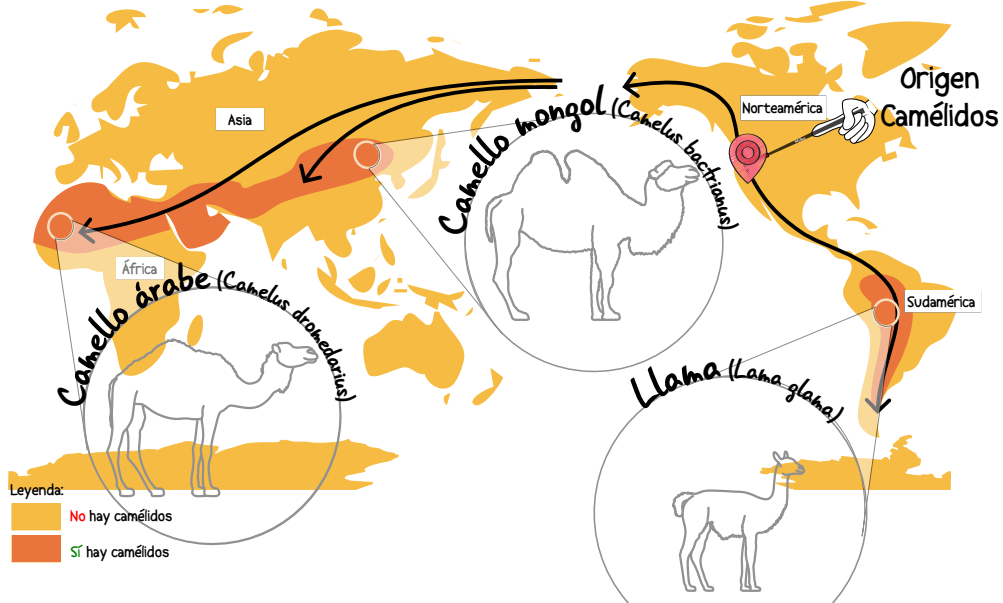 Origen
Camélidos
Norteamérica
Asia
Camello mongol (Camelus bactrianus)
África
Camello árabe (Camelus dromedarius)
Sudamérica
Llama (Lama glama)
Leyenda:
No hay camélidos
Sí hay camélidos